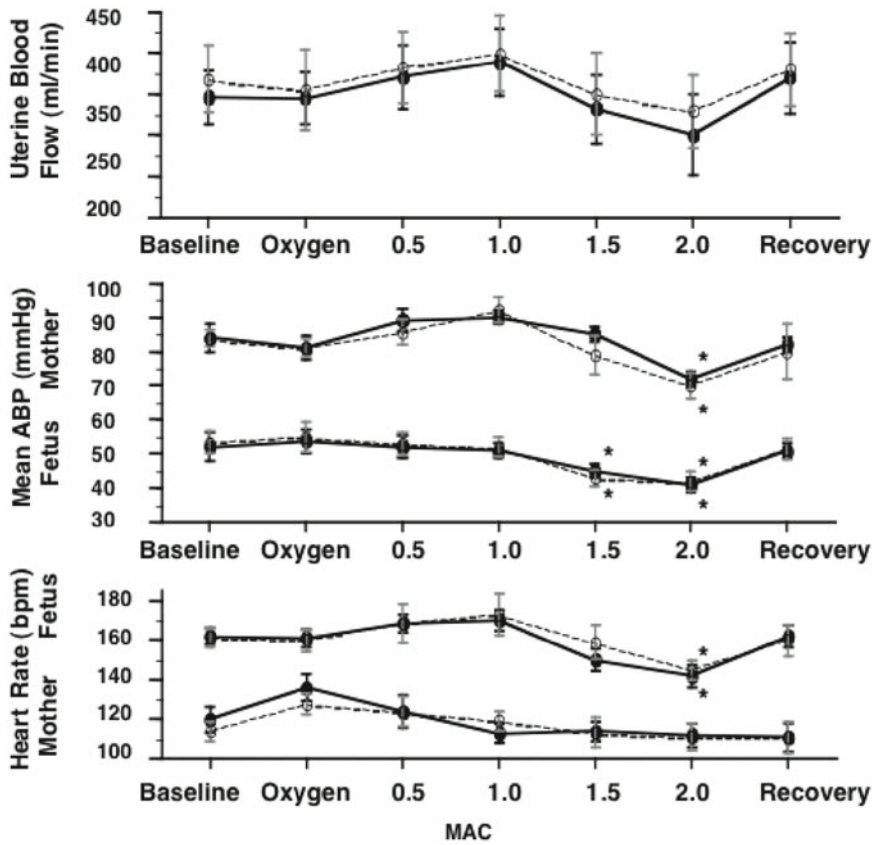 Uterine Blood
Flow (ml/min)
450
400
350
250
200
Baseline Oxygen 0.5 1.0 1.5 2.0 Recovery
Mean ABP (mmHg)
Fetus Mother
100
90
80
70
60
50
40
30
*
*
*
*
*
*
Baseline Oxygen 0.5 1.0 1.5 2.0 Recovery
Heart Rate (bpm)
Mother Fetus
180
160
140
120
100
*
*
Baseline Oxygen 0.5 1.0 1.5 2.0 Recovery
MAC